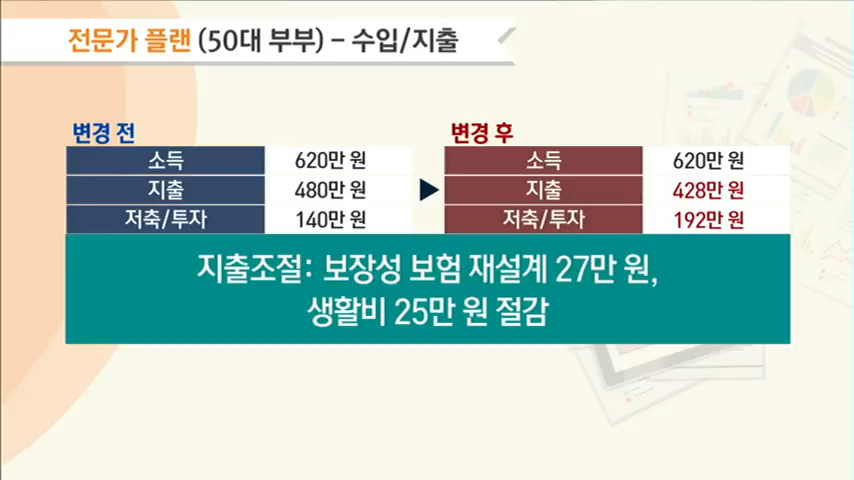 전문가 플랜 (50대 부부) - 수입/지출
변경 전
소득 620만 원
지출 480만 원
저축/투자 140만 원
변경 후
소득 620만 원
지출 428만 원
저축/투자 192만 원
지출조절: 보장성 보험 재설계 27만 원,
생활비 25만 원 절감